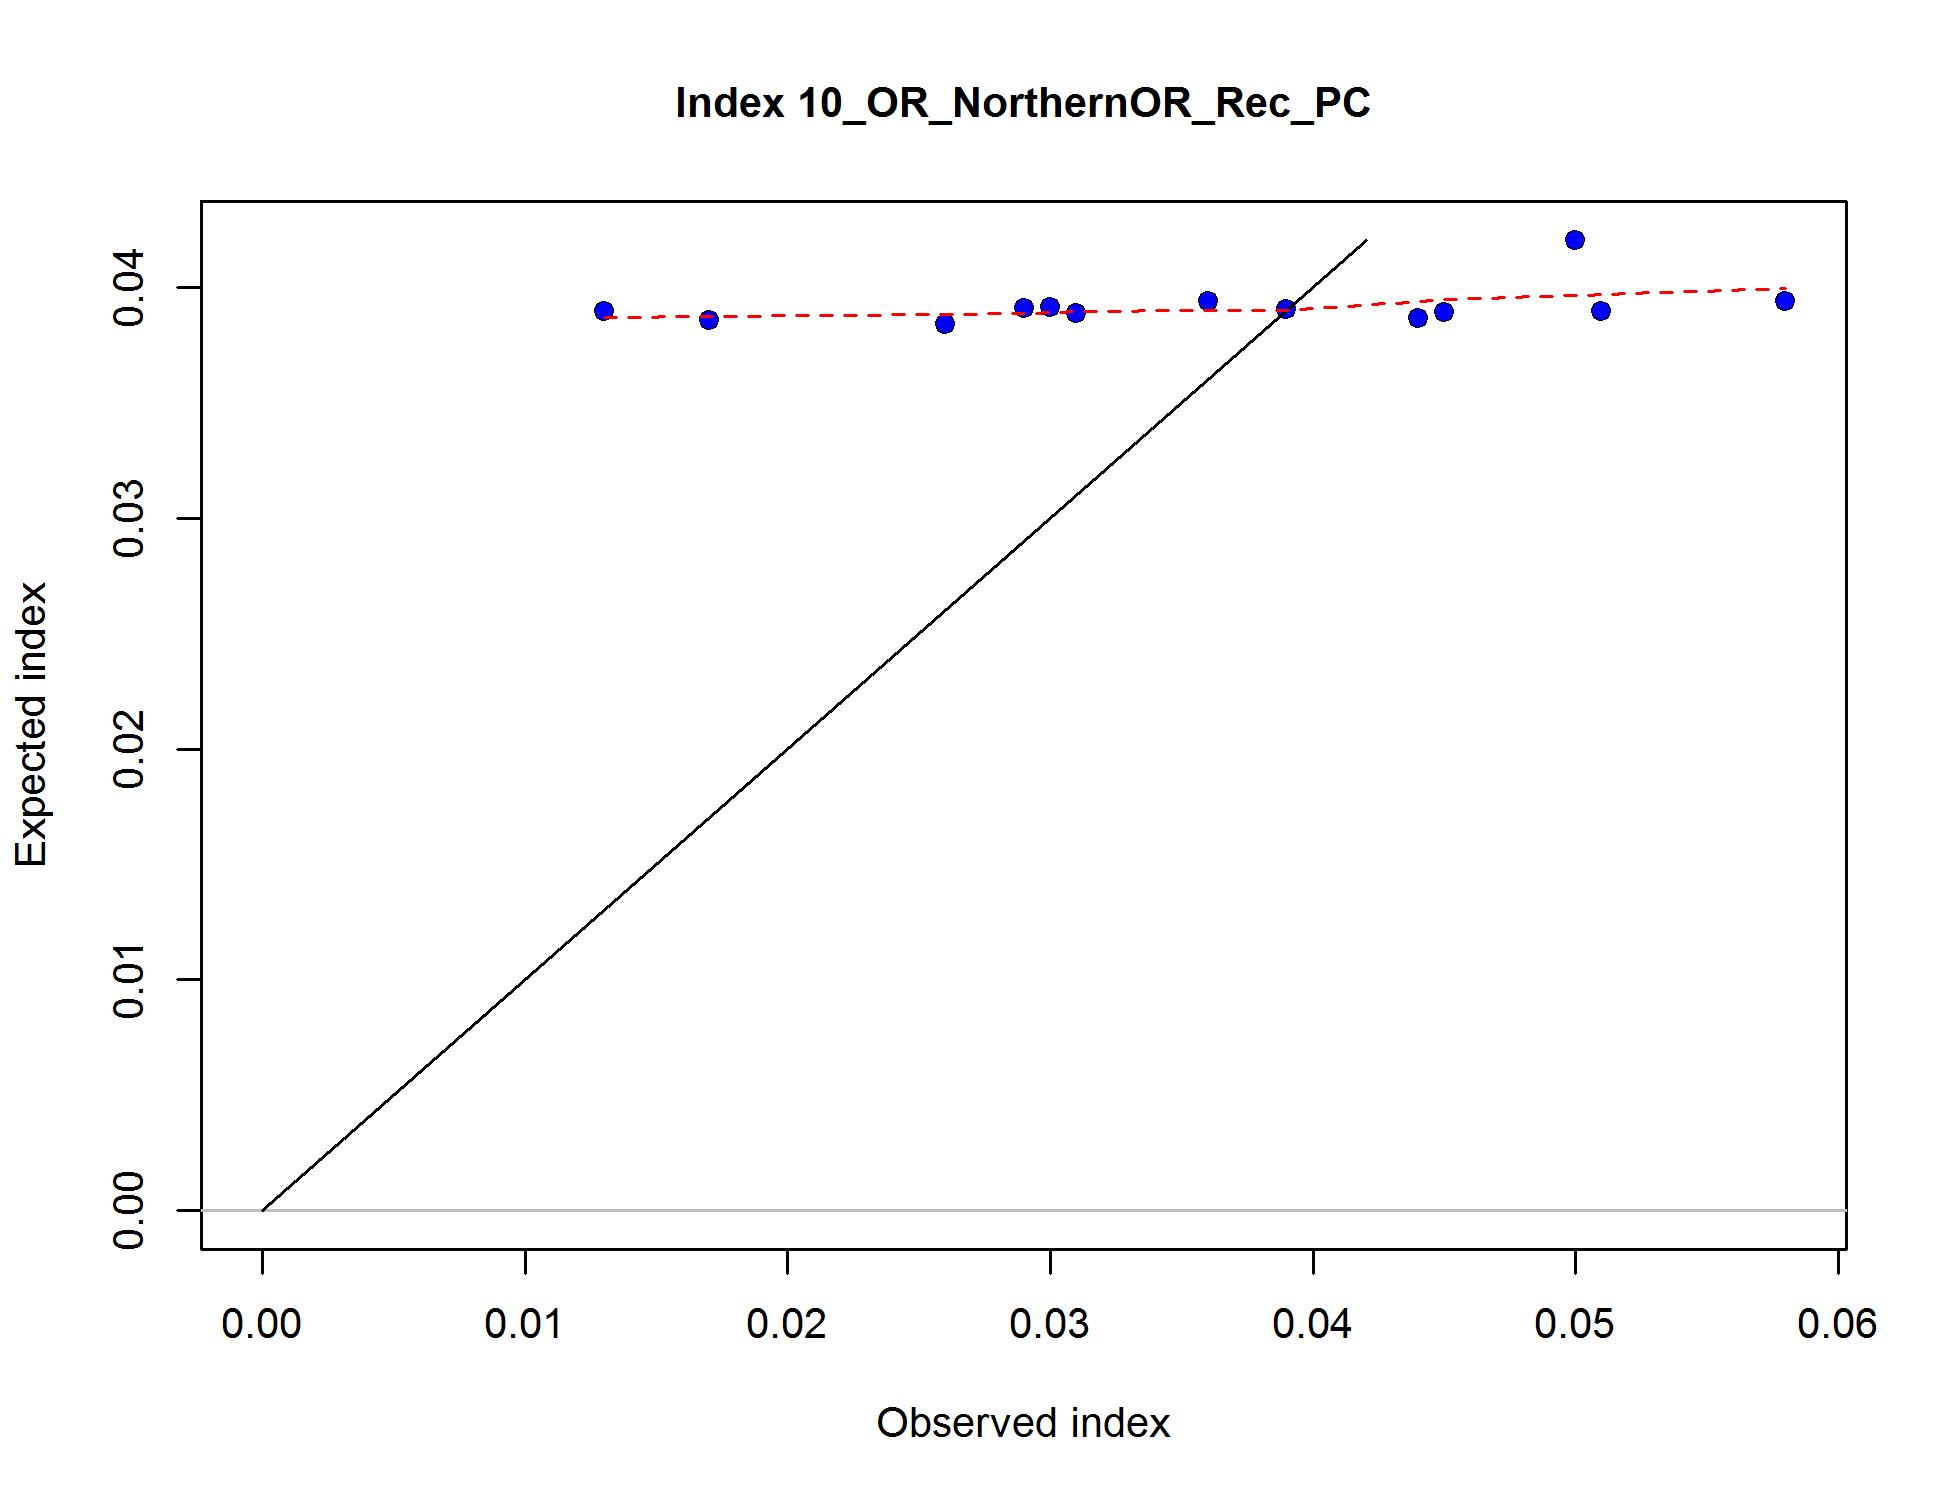 Index 10_OR_NorthernOR_Rec_PC
0.04
0.03
0.02
0.01
0.00
Expected index
0.00 0.01 0.02 0.03 0.04 0.05 0.06
Observed index